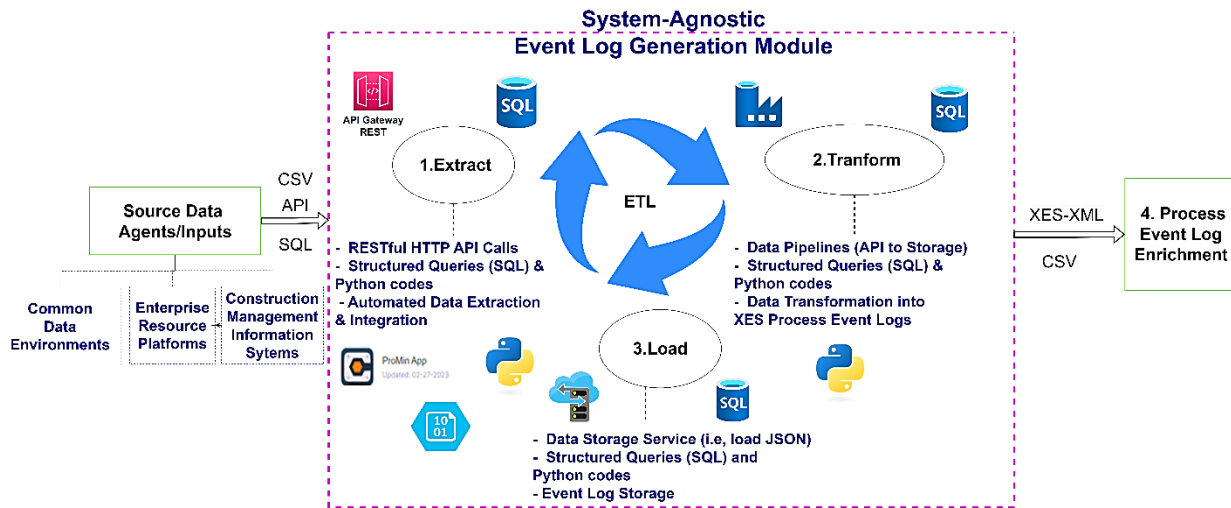 System-Agnostic
Event Log Generation Module
API Gateway
REST
SQL
SQL
1.Extract
2.Tranform
ETL
CSV
API
SQL
Source Data
Agents/Inputs
Common
Data
Environments
Enterprise
Resource
Platforms
Construction
Management
Information
Sytems
- RESTful HTTP API Calls
- Structured Queries (SQL) &
Python codes
- Automated Data Extraction
& Integration
- Data Pipelines (API to Storage)
- Structured Queries (SQL) &
Python codes
- Data Transformation into
XES Process Event Logs
ProMin App
Updated: 02-27-2023
10
01
3.Load
SQL
- Data Storage Service (i.e, load JSON)
- Structured Queries (SQL) and
Python codes
- Event Log Storage
XES-XML
CSV
4. Process
Event Log
Enrichment